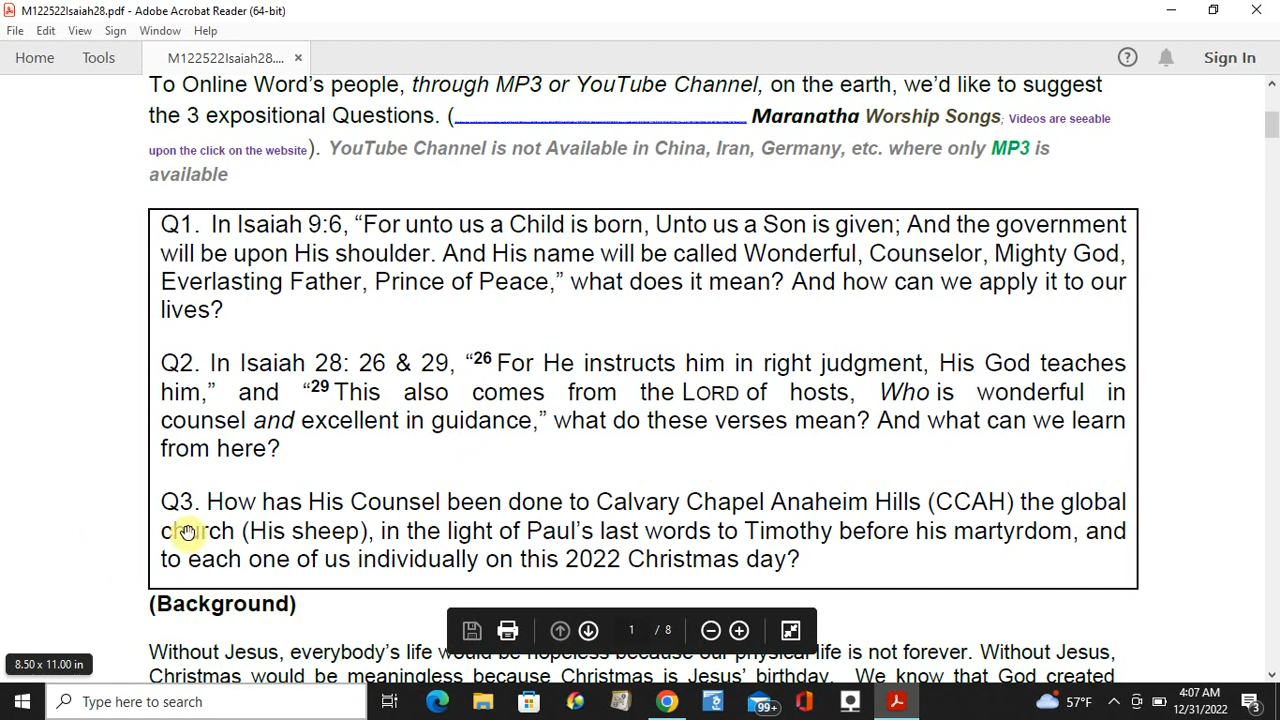 M122522Isaiah28.pdf - Adobe Acrobat Reader (64-bit)
File Edit View Sign Window Help
Home Tools M122522Isaiah28.... × Sign In
To Online Word's people, through MP3 or YouTube Channel, on the earth, we'd like to suggest
the 3 expositional Questions. ( Maranatha Worship Songs; Videos are seeable
upon the click on the website). YouTube Channel is not Available in China, Iran, Germany, etc. where only MP3 is
available
Q1. In Isaiah 9:6, “For unto us a Child is born, Unto us a Son is given; And the government
will be upon His shoulder. And His name will be called Wonderful, Counselor, Mighty God,
Everlasting Father, Prince of Peace,” what does it mean? And how can we apply it to our
lives?
Q2. In Isaiah 28: 26 & 29, “26 For He instructs him in right judgment, His God teaches
him,” and “29 This also comes from the LORD of hosts, Who is wonderful in
counsel and excellent in guidance,” what do these verses mean? And what can we learn
from here?
Q3. How has His Counsel been done to Calvary Chapel Anaheim Hills (CCAH) the global
church (His sheep), in the light of Paul's last words to Timothy before his martyrdom, and
to each one of us individually on this 2022 Christmas day?
(Background)
1 / 8
Without Jesus, everybody's life would be hopeless because our physical life is not forever. Without Jesus,
8.50 x 11.00 in
Christmas would be meaningless because Christmas is Jesus' birthday. We know that God created
Type here to search
99+
57°F
4:07 AM
12/31/2022
3